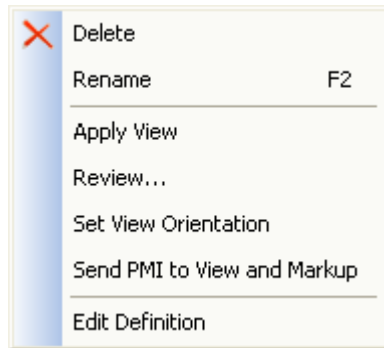 Delete
Rename F2
Apply View
Review...
Set View Orientation
Send PMI to View and Markup
Edit Definition